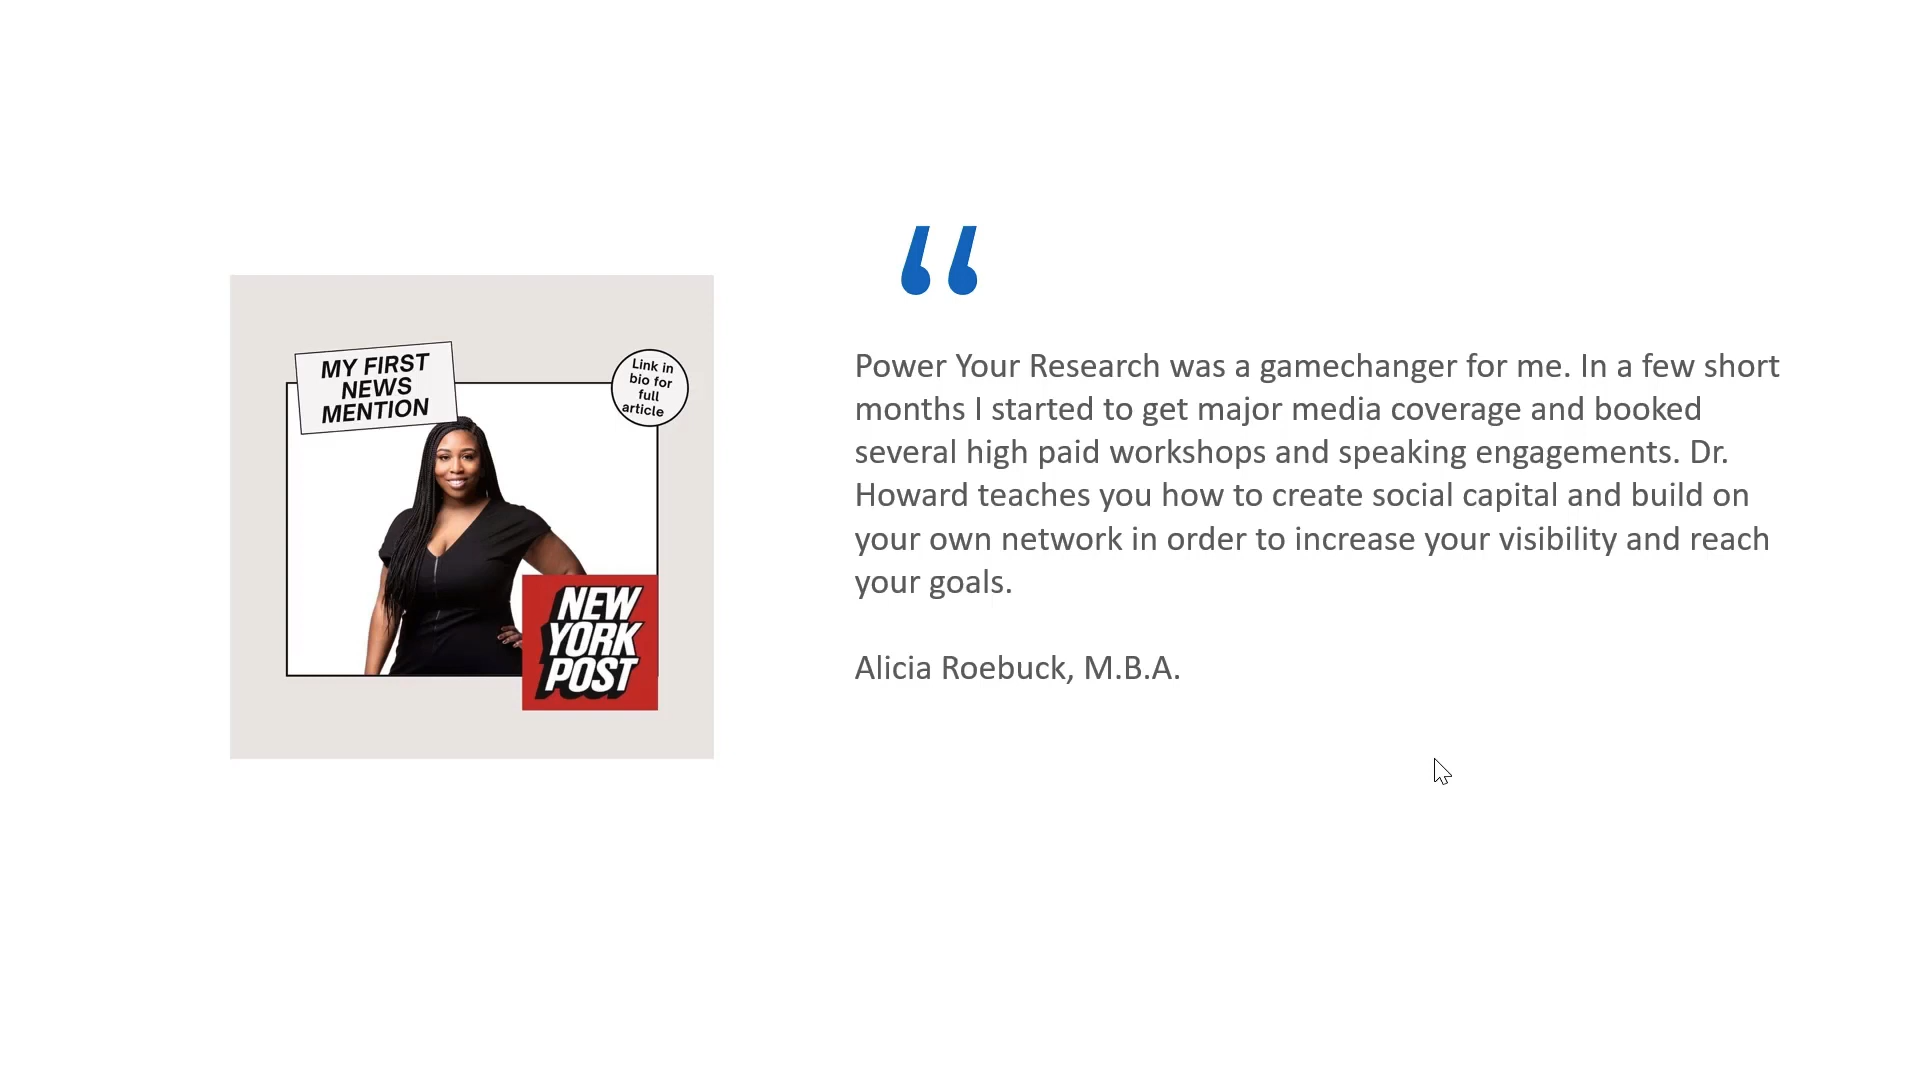 MY FIRST
NEWS
MENTION
Link in
bio for
full
article
NEW
YORK
POST
“
Power Your Research was a gamechanger for me. In a few short
months I started to get major media coverage and booked
several high paid workshops and speaking engagements. Dr.
Howard teaches you how to create social capital and build on
your own network in order to increase your visibility and reach
your goals.
Alicia Roebuck, M.B.A.